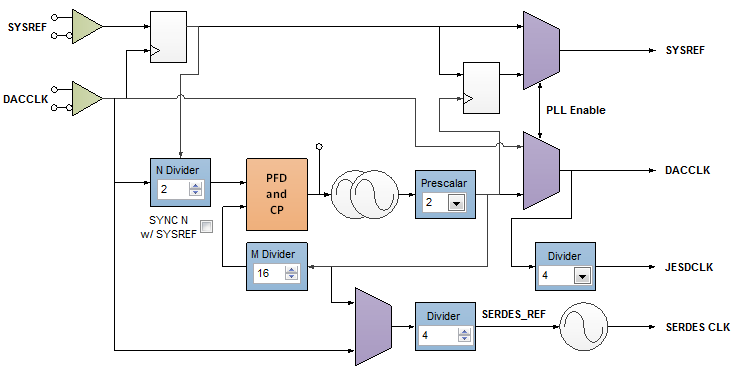 SYSREF
SYSREF
DACCLK
PLL Enable
N Divider
2
PFD
and
CP
Prescalar
2
DACCLK
SYNC N
w/ SYSREF
M Divider
16
Divider
4
JESDCLK
Divider
4
SERDES_REF
SERDES CLK